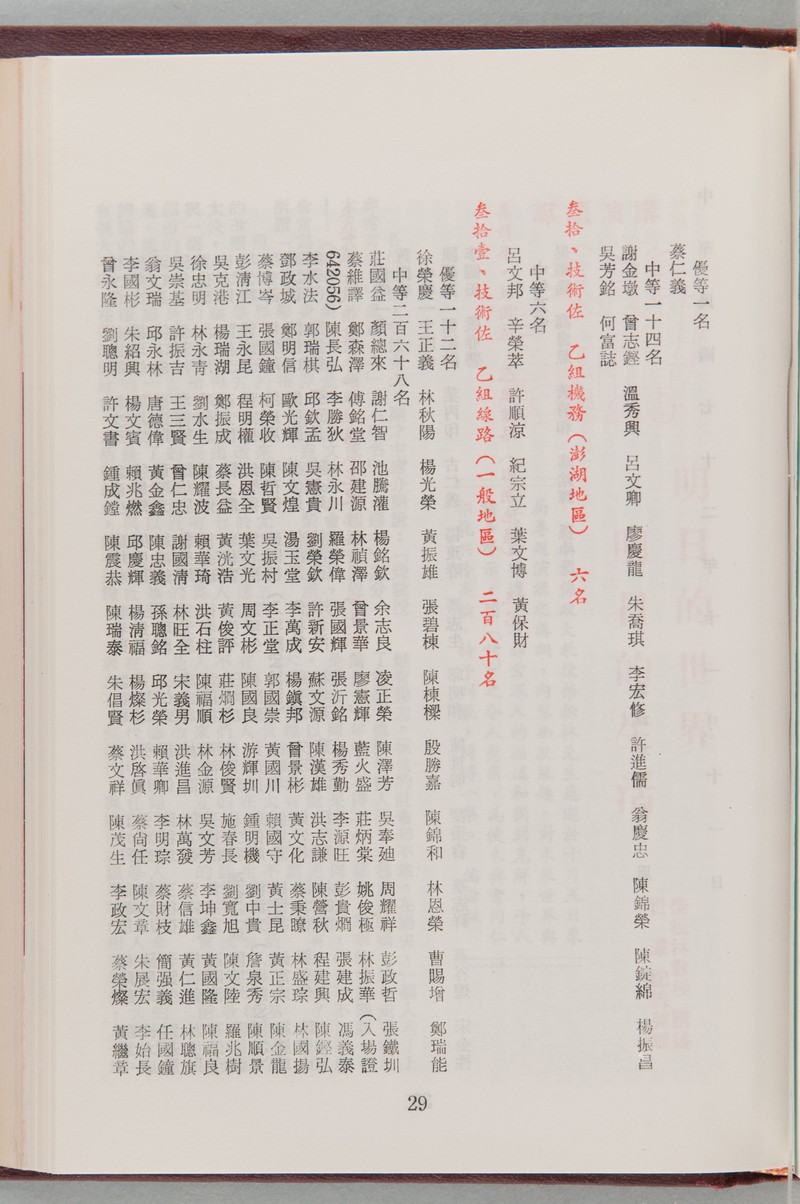 優等一名
蔡仁義
中等一十四名
謝金墩　曾志鏗　溫秀興　呂文卿　廖慶龍　朱喬琪　李宏修　許進儒　翁慶忠　陳錦榮　陳錠綿　楊振昌
吳芳銘　何富誌
叁拾、技術佐　乙組機務（澎湖地區）　六名
中等六名
呂文邦　辛榮萃　許順涼　紀宗立　葉文博　黃保財
叁拾壹、技術佐　乙組線路（一般地區）　二百八十名
優等一十二名
徐榮慶　王正義　林秋陽　楊光榮　黃振雄　張碧棟　陳棟樑　殷勝嘉　陳錦和　林恩榮　曹賜增　鄭瑞能
中等二百六十八名
莊國益　顏總來　謝仁智　池騰濯　楊銘欽　余志良　凌正榮　陳澤芳　吳奉廸　周耀祥　彭政哲　張鐵圳
蔡維譯　鄭森澤　傅銘堂　邵建源　林禎澤　曾景華　廖憲輝　藍火盛　莊炳棠　姚俊極　林振華（入場證
642056）　陳長弘　李勝狄　林永川　羅榮偉　張國輝　張沂銘　楊秀勤　李源旺　彭貴燗　張建成　馮義泰
李水法　郭瑞棋　邱欽盂　吳憲貴　劉榮欽　許新安　蘇文源　陳漢雄　洪志謙　陳營秋　程建興　陳鏗弘
鄧政城　鄭明信　歐光輝　陳文煌　湯玉堂　李萬成　楊鎭邦　曾景彬　黃文化　蔡秉暸　林盛琮　林國揚
蔡博岑　張國鐘　柯榮收　陳哲賢　吳振村　李正堂　郭國崇　黃國川　賴國守　黃士昆　黃正宗　陳金龍
彭淸江　王永昆　程明權　洪恩全　葉文光　周文彬　陳國良　游輝圳　鍾明機　劉中貴　詹泉秀　陳順景
吳克港　楊瑞湖　鄭振成　蔡長益　黃洸浩　黃俊評　莊燗杉　林俊賢　施春長　劉寬旭　陳文陸　羅兆樹
徐忠明　林永靑　劉水生　陳耀波　賴華琦　洪石柱　陳福順　林金源　吳文芳　李坤鑫　黃國隆　陳福良
吳崇基　許振吉　王三賢　曾仁忠　謝國淸　林旺全　宋義男　洪進昌　林萬發　蔡信雄　黃仁進　林聰旗
翁文瑞　邱永林　唐德偉　黃金鑫　陳忠義　孫聰銘　邱光榮　賴華卿　李明琮　蔡財枝　簡强義　任國鐘
李國彬　朱紹興　楊文賓　賴兆燃　邱慶輝　楊淸福　楊燦杉　洪啓眞　蔡尙任　陳文章　朱展宏　李始長
曾永隆　劉聰明　許文書　鍾成鏜　陳震恭　陳瑞泰　朱倡賢　蔡文祥　陳茂生　李政宏　蔡榮燦　黃繼章
29